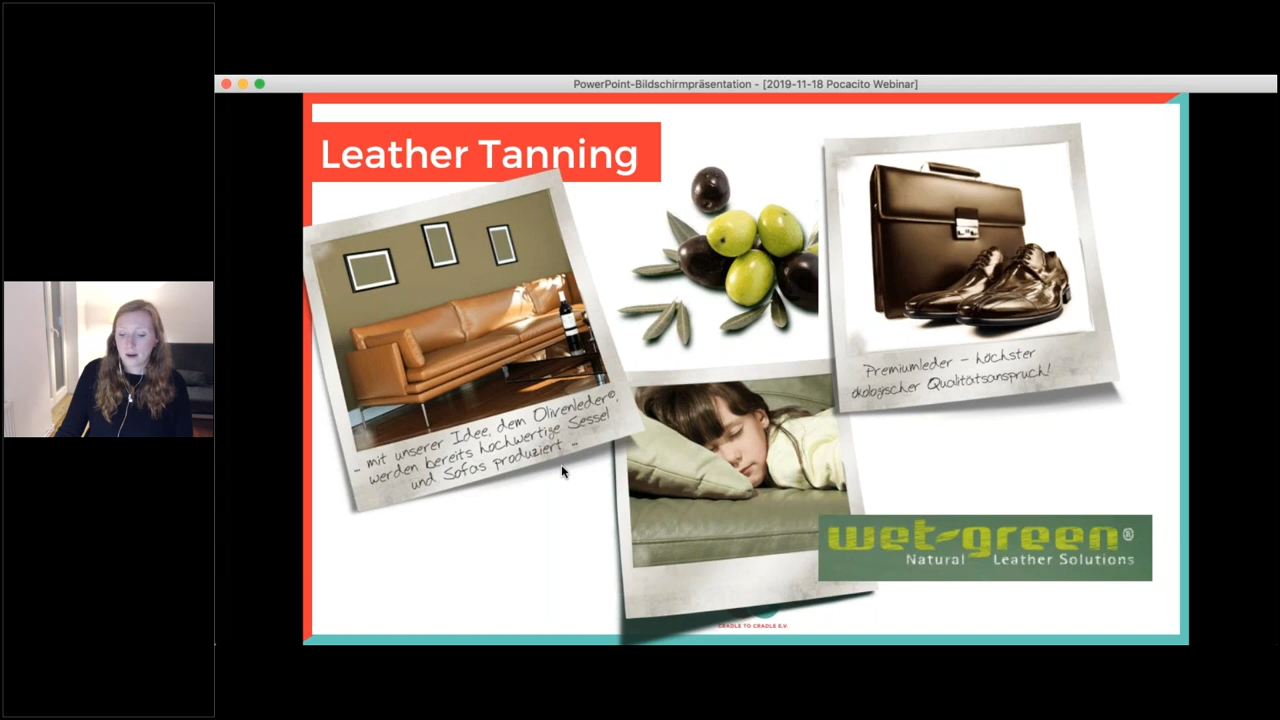 PowerPoint-Bildschirmpräsentation - [2019-11-18 Pocacito Webinar]
Leather Tanning
- mit unserer Idee, dem Olivenleder®,
werden bereits hochwertige Sessel
und Sofas produziert -
Premiumleder - höchster
ökologischer Qualitätsanspruch!
wet-green®
Natural Leather Solutions
CRADLE TO CRADLE E.V.